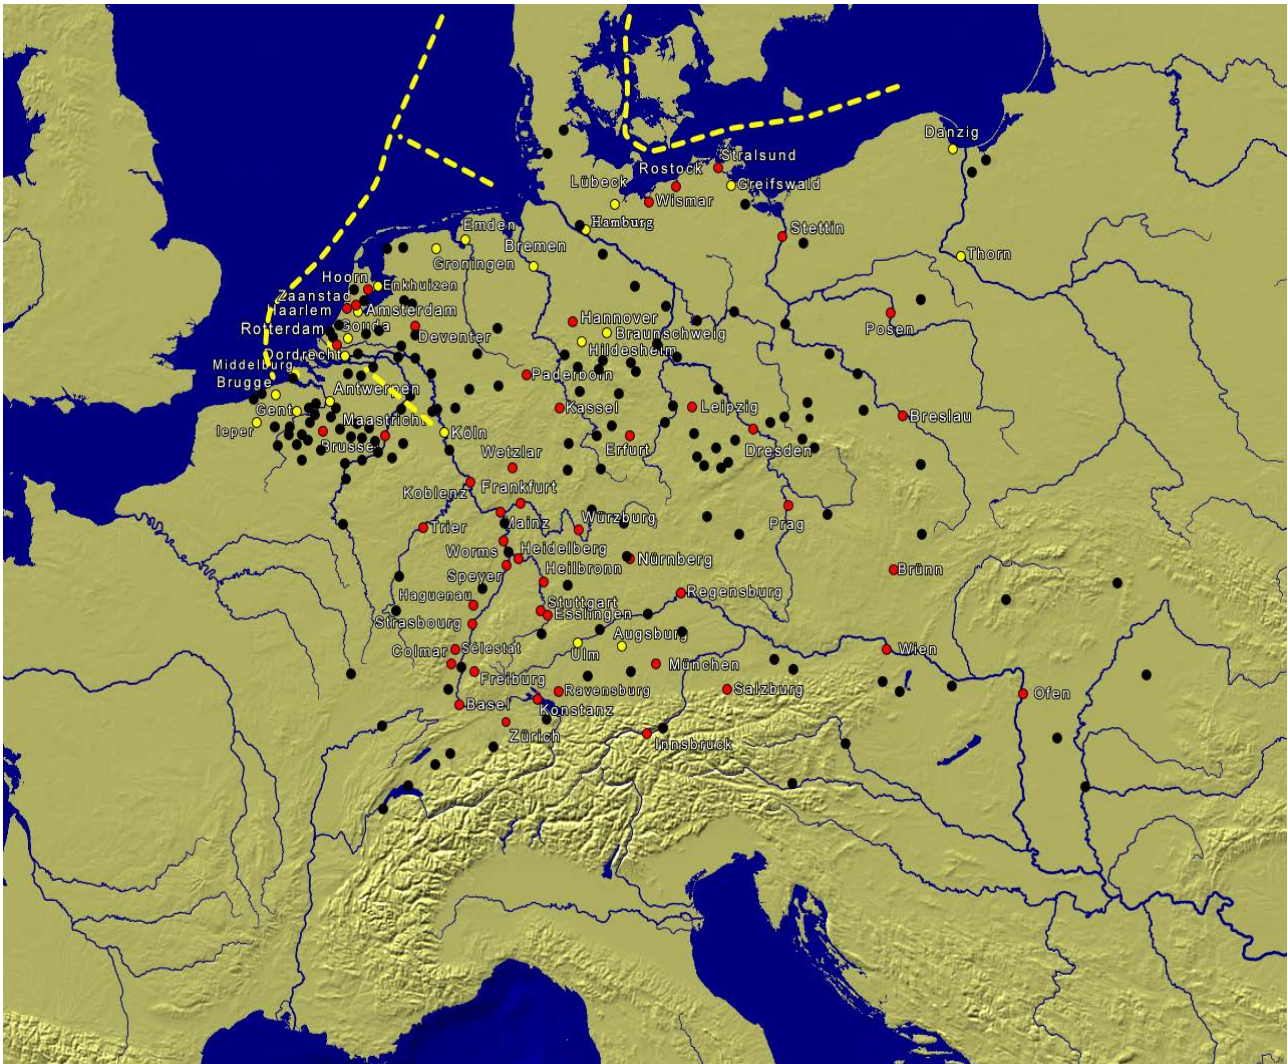 Danzig
Stralsund
Rostock
Lübeck
Greifswald
Wismar
Hamburg
Emden
Stettin
Bremen
Groningen
Thorn
Hoorn
Enkhuizen
Zaanstad
Haarlem
Amsterdam
Hannover
Posen
Rotterdam
Gouda
Braunschweig
Deventer
Hildesheim
Dordrecht
Middelburg
Paderborn
Brugge
Antwerpen
Gent
Kassel
Leipzig
Breslau
Maastricht
Ieper
Köln
Brussel
Erfurt
Dresden
Wetzlar
Koblenz
Frankfurt
Trier
Mainz
Würzburg
Prag
Worms
Heidelberg
Nürnberg
Speyer
Heilbronn
Brünn
Haguenau
Regensburg
Stuttgart
Esslingen
Strasbourg
Augsburg
Colmar
Sélestat
Ulm
Wien
München
Freiburg
Ravensburg
Salzburg
Ofen
Basel
Konstanz
Zürich
Innsbruck